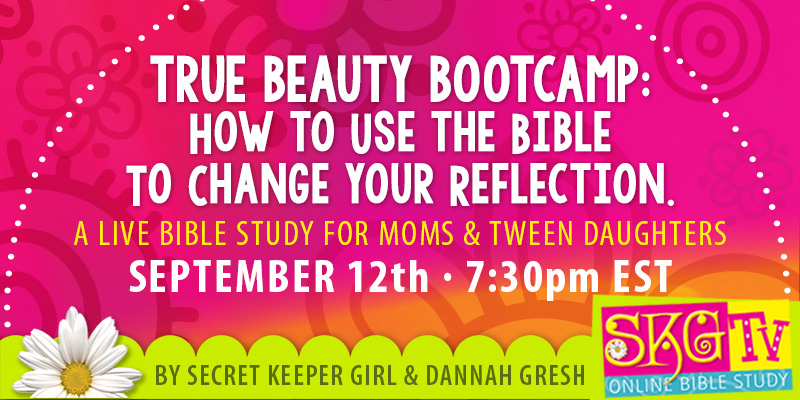 TRUE BEAUTY BOOTCAMP:
HOW TO USE THE BIBLE
TO CHANGE YOUR REFLECTION.
A LIVE BIBLE STUDY FOR MOMS & TWEEN DAUGHTERS
SEPTEMBER 12th · 7:30pm EST
BY SECRET KEEPER GIRL & DANNAH GRESH
SKG TV
ONLINE BIBLE STUDY